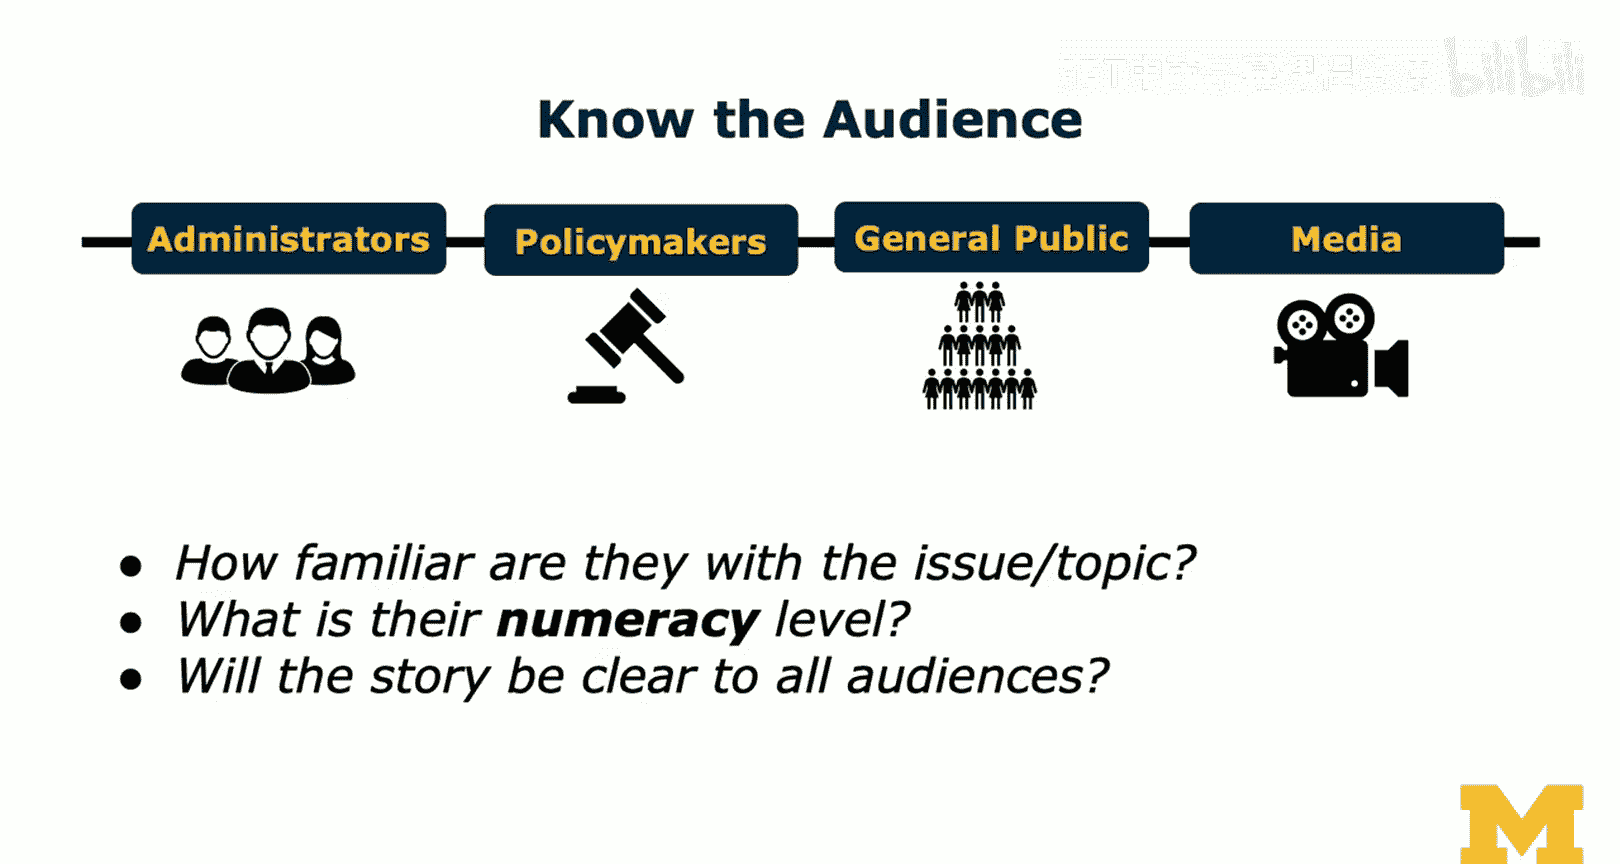 bilibili
Know the Audience
Administrators
Policymakers
General Public
Media
● How familiar are they with the issue/topic?
● What is their numeracy level?
● Will the story be clear to all audiences?
M